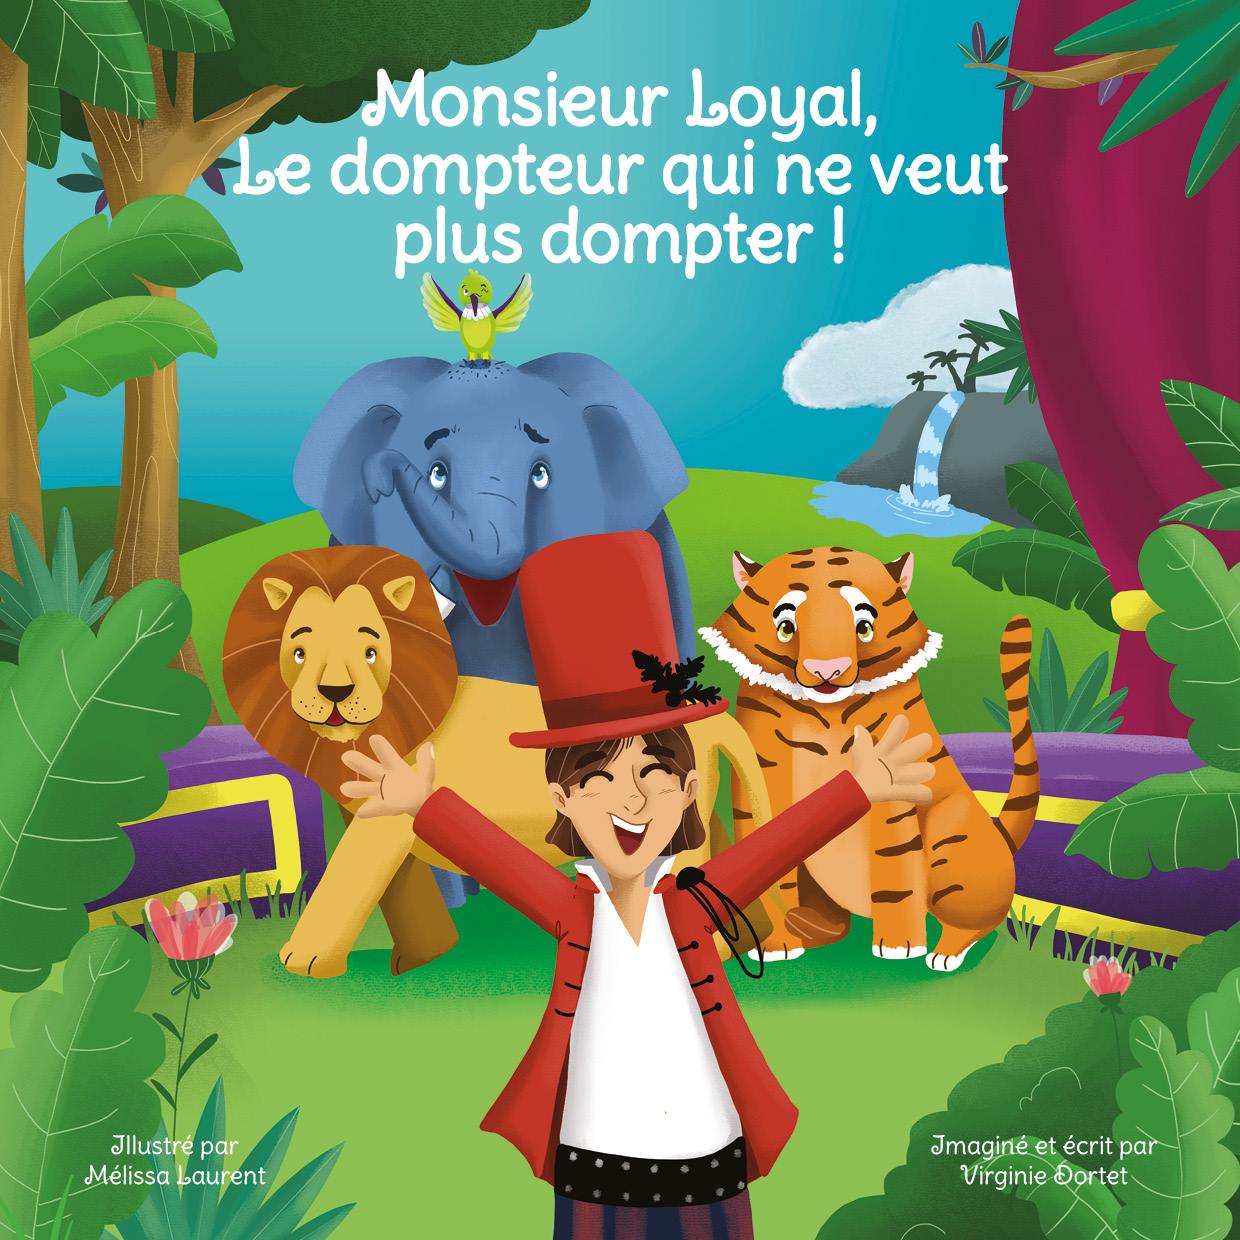 Monsieur Loyal,
Le dompteur qui ne veut
plus dompter !
Illustré par
Mélissa Laurent
Imaginé et écrit par
Virginie Dortet